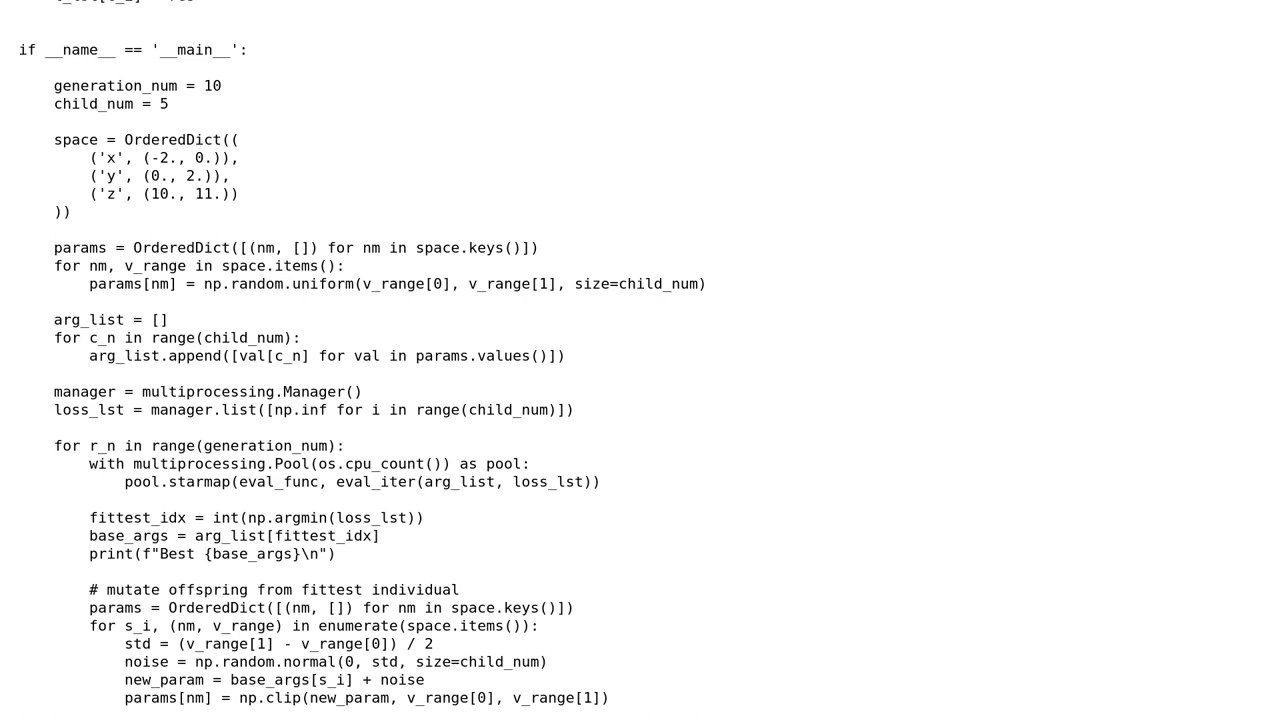 if __name__ == '__main__':
    generation_num = 10
    child_num = 5
    space = OrderedDict((
        ('x', (-2., 0.)),
        ('y', (0., 2.)),
        ('z', (10., 11.))
    ))
    params = OrderedDict([(nm, []) for nm in space.keys()])
    for nm, v_range in space.items():
        params[nm] = np.random.uniform(v_range[0], v_range[1], size=child_num)
    arg_list = []
    for c_n in range(child_num):
        arg_list.append([val[c_n] for val in params.values()])
    manager = multiprocessing.Manager()
    loss_lst = manager.list([np.inf for i in range(child_num)])
    for r_n in range(generation_num):
        with multiprocessing.Pool(os.cpu_count()) as pool:
            pool.starmap(eval_func, eval_iter(arg_list, loss_lst))
        fittest_idx = int(np.argmin(loss_lst))
        base_args = arg_list[fittest_idx]
        print(f"Best {base_args}\n")
        # mutate offspring from fittest individual
        params = OrderedDict([(nm, []) for nm in space.keys()])
        for s_i, (nm, v_range) in enumerate(space.items()):
            std = (v_range[1] - v_range[0]) / 2
            noise = np.random.normal(0, std, size=child_num)
            new_param = base_args[s_i] + noise
            params[nm] = np.clip(new_param, v_range[0], v_range[1])